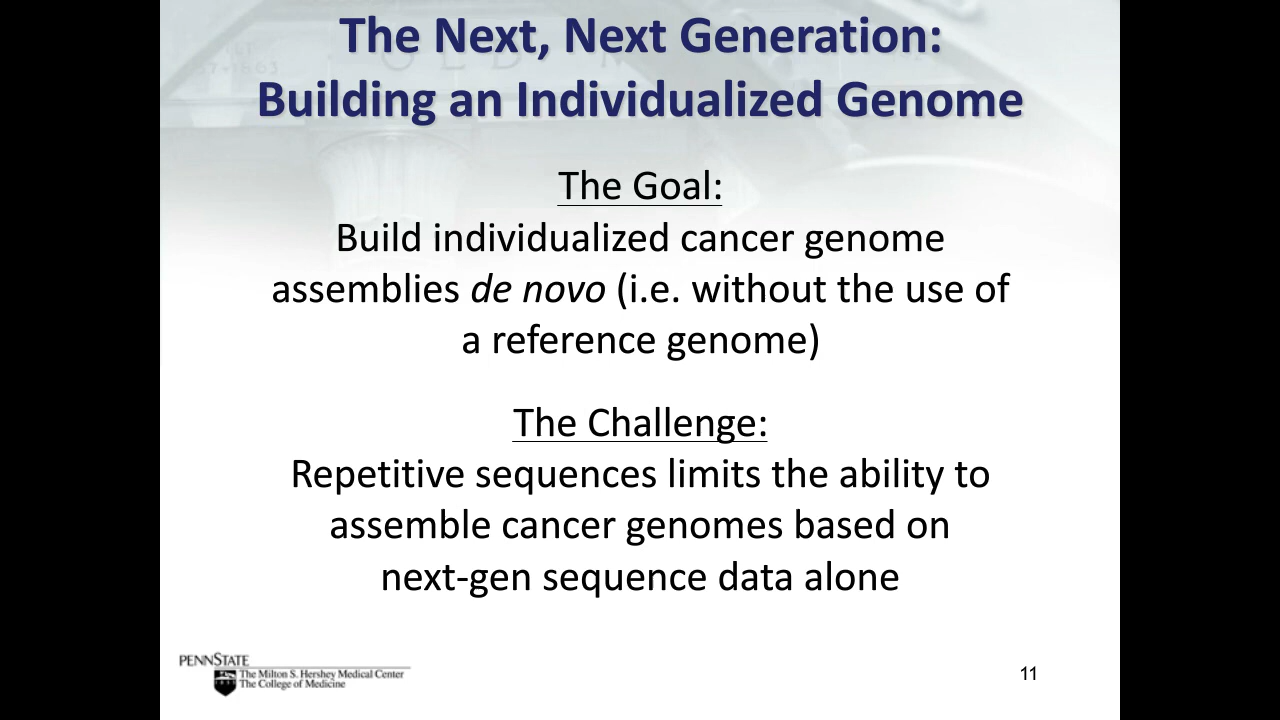 The Next, Next Generation:
Building an Individualized Genome
The Goal:
Build individualized cancer genome
assemblies de novo (i.e. without the use of
a reference genome)
The Challenge:
Repetitive sequences limits the ability to
assemble cancer genomes based on
next-gen sequence data alone
PENNSTATE
The Milton S. Hershey Medical Center
The College of Medicine
11